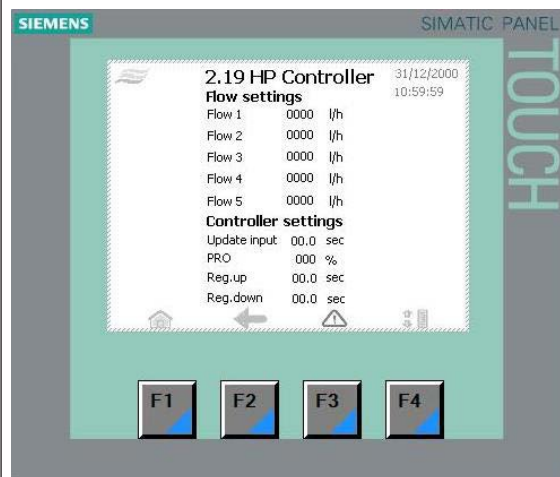 SIEMENS
SIMATIC PANEL
TOUCH
2.19 HP Controller
31/12/2000
10:59:59
Flow settings
Flow 1 0000 l/h
Flow 2 0000 l/h
Flow 3 0000 l/h
Flow 4 0000 l/h
Flow 5 0000 l/h
Controller settings
Update input 00.0 sec
PRO 000 %
Reg.up 00.0 sec
Reg.down 00.0 sec
F1 F2 F3 F4